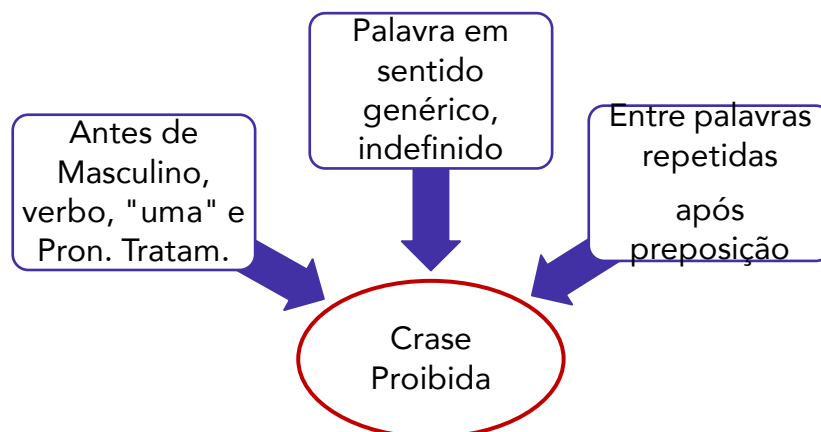 Antes de
Masculino,
verbo, "uma" e
Pron. Tratam.
Palavra em
sentido
genérico,
indefinido
Entre palavras
repetidas
após
preposição
Crase
Proibida